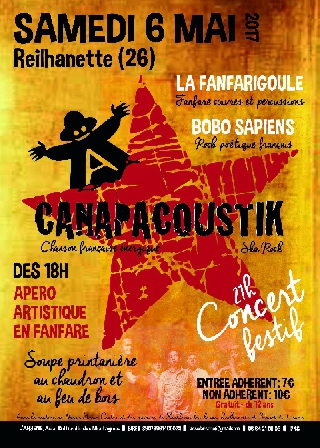 SAMEDI 6 MAI 2017
Reilhanette (26)
LA FANFARIGOULE
Fanfare cuivres et percussions
BOBO SAPIENS
Rock poétique français
A
CANAPACOUSTIK
Chanson française énergique
Ska/Rock
DES 18H
APERO
ARTISTIQUE
EN FANFARE
21h
Concert
festif
Soupe printanière
au chaudron et
au feu de bois
ENTREE ADHERENT: 7€
NON ADHERENT: 10€
Gratuit - de 12 ans